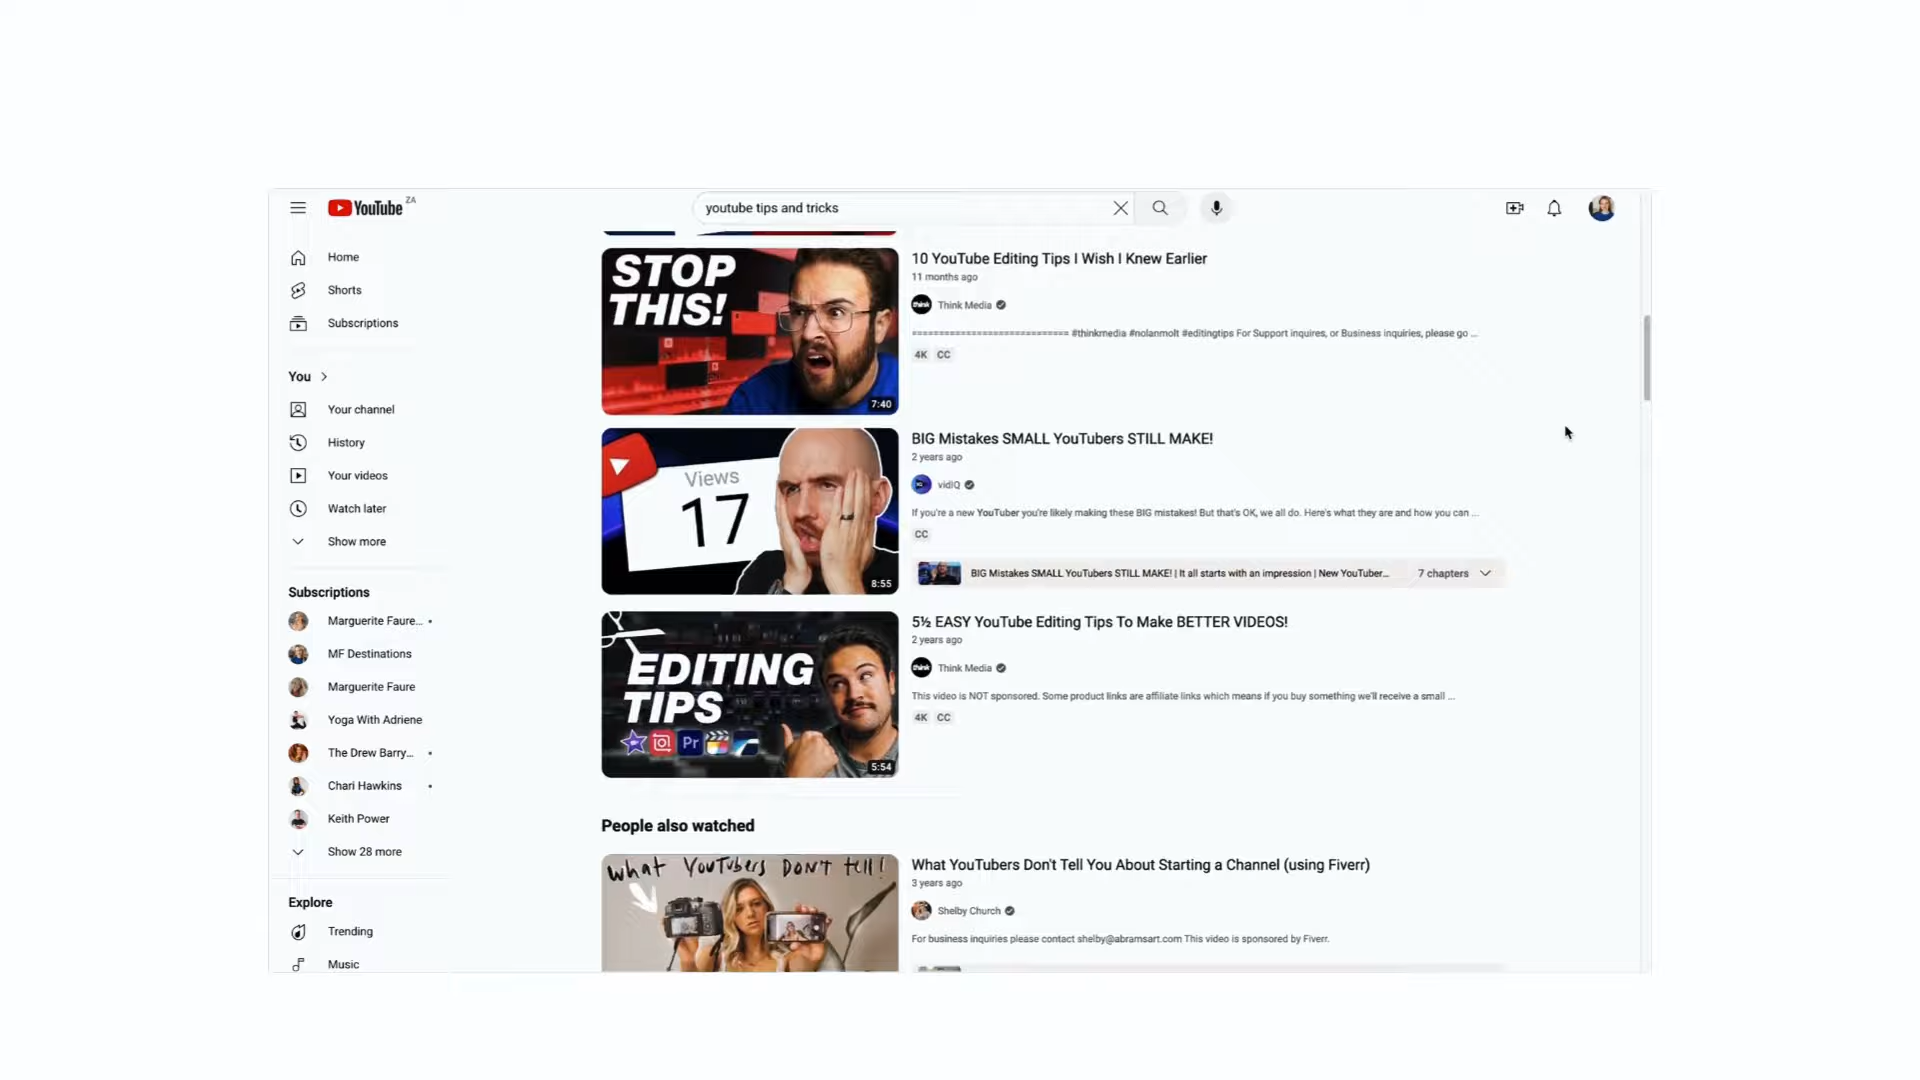 YouTube ZA
youtube tips and tricks
Home
Shorts
Subscriptions
You
Your channel
History
Your videos
Watch later
Show more
Subscriptions
Marguerite Faure...
MF Destinations
Marguerite Faure
Yoga With Adriene
The Drew Barry...
Chari Hawkins
Keith Power
Show 28 more
Explore
Trending
Music
STOP
THIS!
7:40
10 YouTube Editing Tips I Wish I Knew Earlier
11 months ago
think
Think Media
============================= #thinkmedia #nolanmolt #editingtips For Support inquires, or Business inquiries, please go ...
4K CC
Views
17
8:55
BIG Mistakes SMALL YouTubers STILL MAKE!
2 years ago
vidIQ
If you're a new YouTuber you're likely making these BIG mistakes! But that's OK, we all do. Here's what they are and how you can ...
CC
BIG Mistakes SMALL YouTubers STILL MAKE! | It all starts with an impression | New YouTuber... 7 chapters
EDITING
TIPS
Pr
5:54
5½ EASY YouTube Editing Tips To Make BETTER VIDEOS!
2 years ago
think
Think Media
This video is NOT sponsored. Some product links are affiliate links which means if you buy something we'll receive a small ...
4K CC
People also watched
WHAT YOUTUBERS DON'T tell!
What YouTubers Don't Tell You About Starting a Channel (using Fiverr)
3 years ago
Shelby Church
For business inquiries please contact shelby@abramsart.com This video is sponsored by Fiverr.